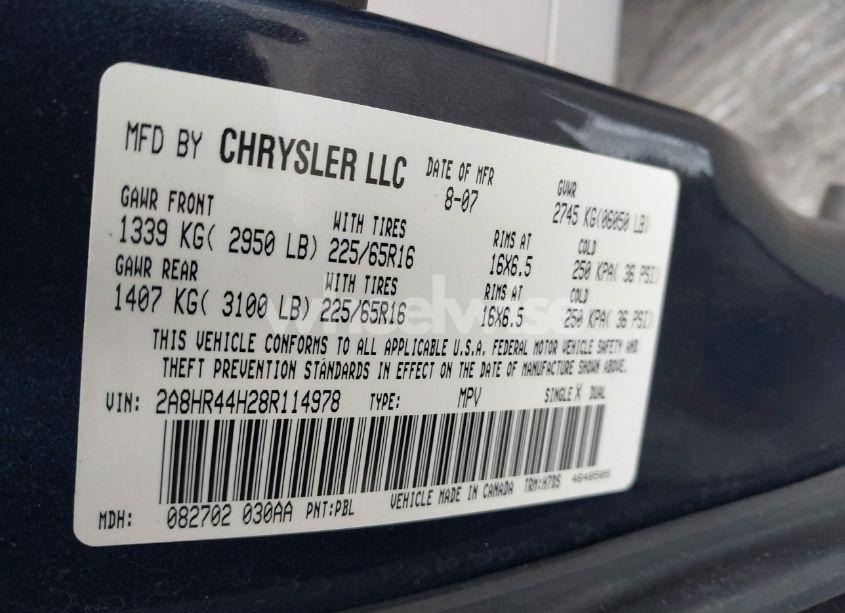 MFD BY CHRYSLER LLC DATE OF MFR 8-07 GVWR 2745 KG(06050 LB)
GAWR FRONT WITH TIRES RIMS AT COLD
1339 KG( 2950 LB) 225/65R16 16X6.5 250 KPA( 36 PSI)
GAWR REAR WITH TIRES RIMS AT COLD
1407 KG( 3100 LB) 225/65R16 16X6.5 250 KPA( 36 PSI)
THIS VEHICLE CONFORMS TO ALL APPLICABLE U.S.A. FEDERAL MOTOR VEHICLE SAFETY AND
THEFT PREVENTION STANDARDS IN EFFECT ON THE DATE OF MANUFACTURE SHOWN ABOVE.
VIN: 2A8HR44H28R114978 TYPE: MPV SINGLE X DUAL
MDH: 082702 030AA PNT:PBL VEHICLE MADE IN CANADA TRM:H7DS 4648505